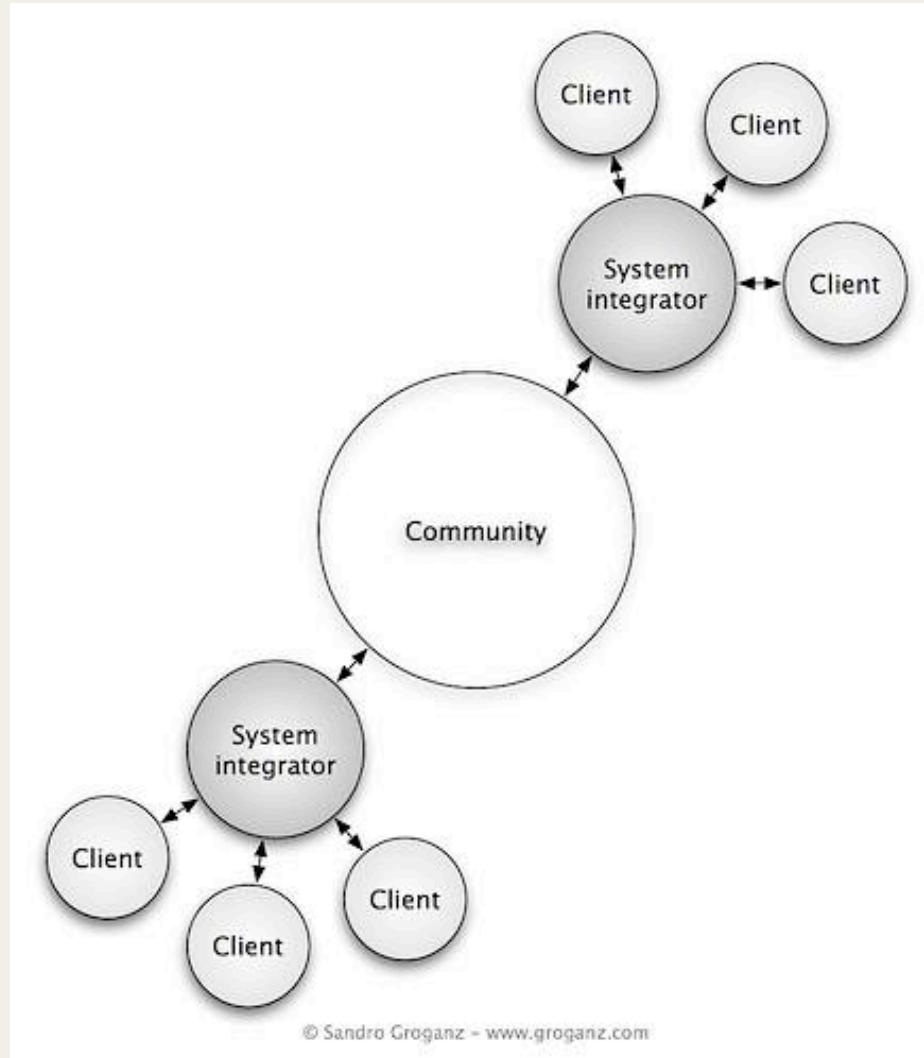 Client
Client
System
integrator
Client
Community
System
integrator
Client
Client
Client
© Sandro Groganz – www.groganz.com